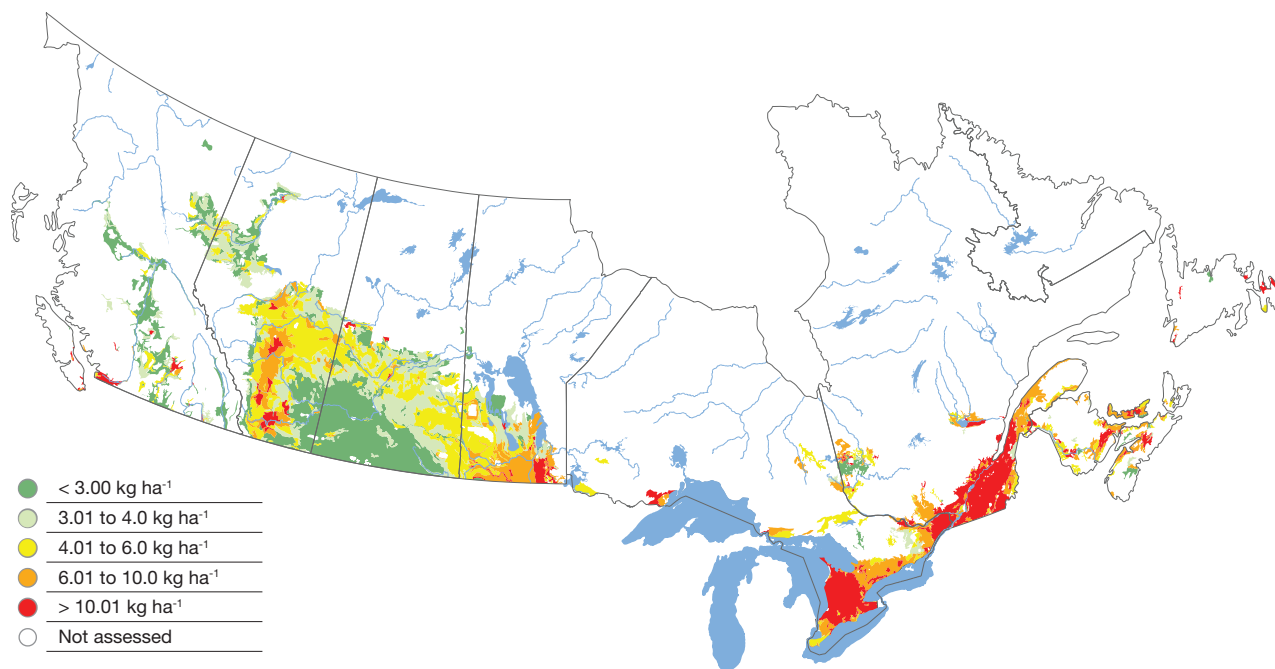 < 3.00 kg ha⁻¹
3.01 to 4.0 kg ha⁻¹
4.01 to 6.0 kg ha⁻¹
6.01 to 10.0 kg ha⁻¹
> 10.01 kg ha⁻¹
Not assessed